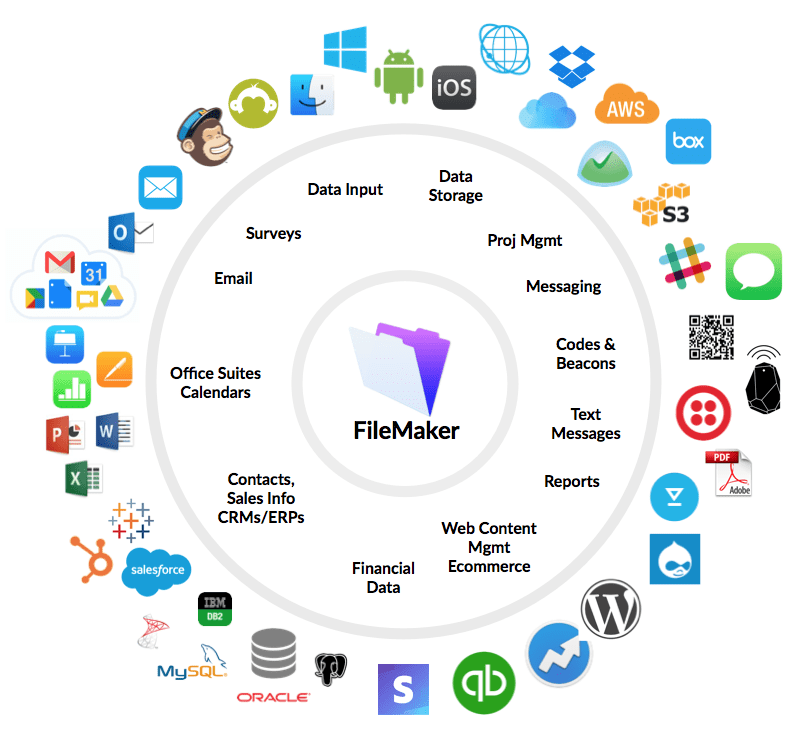 iOS
AWS
box
Data Input
Data
Storage
S3
Surveys
Proj Mgmt
O
Email
31
Messaging
Codes &
Beacons
Office Suites
Calendars
FileMaker
Text
Messages
P
W
X
Reports
PDF
Adobe
Contacts,
Sales Info
CRMs/ERPs
Web Content
Mgmt
Ecommerce
Financial
Data
salesforce
IBM
DB2
W
MySQL
ORACLE
S
qb